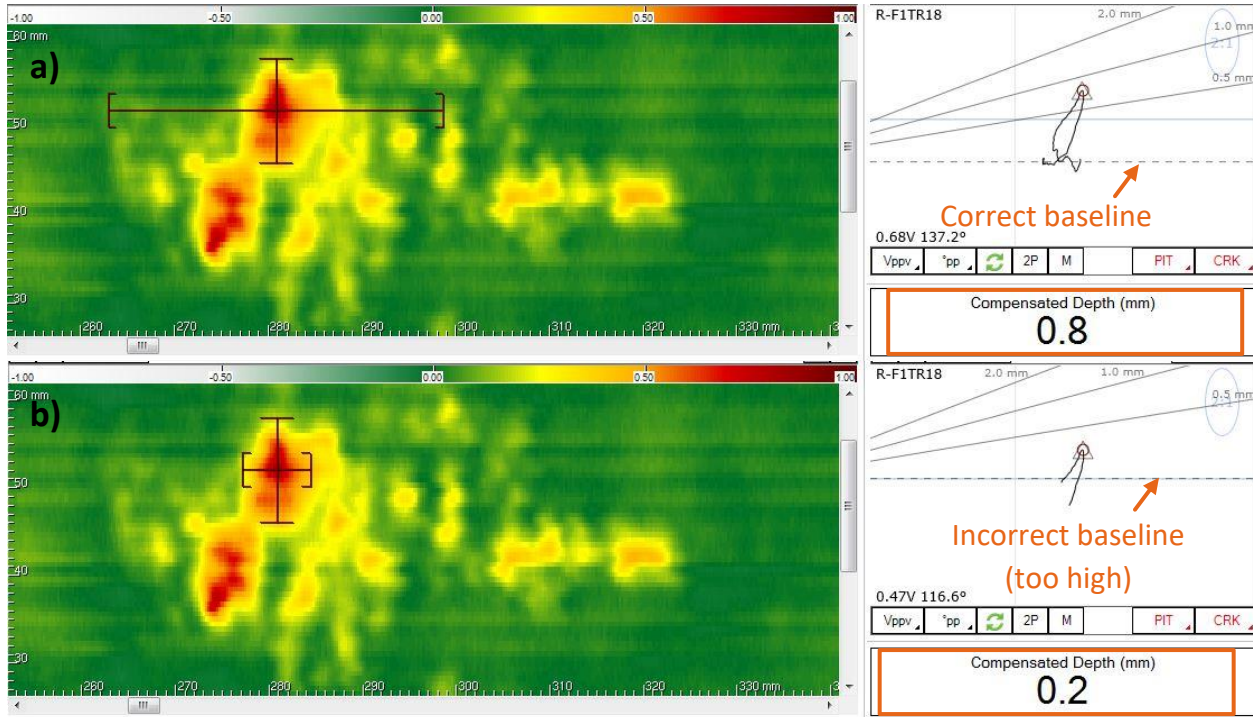 -1.00 -0.50 0.00 0.50 1.00
60 mm
a)
50
40
30
260 270 280 290 300 310 320 330 mm
R-F1TR18
2.0 mm
1.0 mm
2:1
0.5 mm
Correct baseline
0.68V 137.2°
Vppv °pp 2P M PIT CRK
Compensated Depth (mm)
0.8
-1.00 -0.50 0.00 0.50 1.00
60 mm
b)
50
40
30
260 270 280 290 300 310 320 330 mm
R-F1TR18
2.0 mm 1.0 mm
0.5 mm
2:1
Incorrect baseline
(too high)
0.47V 116.6°
Vppv °pp 2P M PIT CRK
Compensated Depth (mm)
0.2